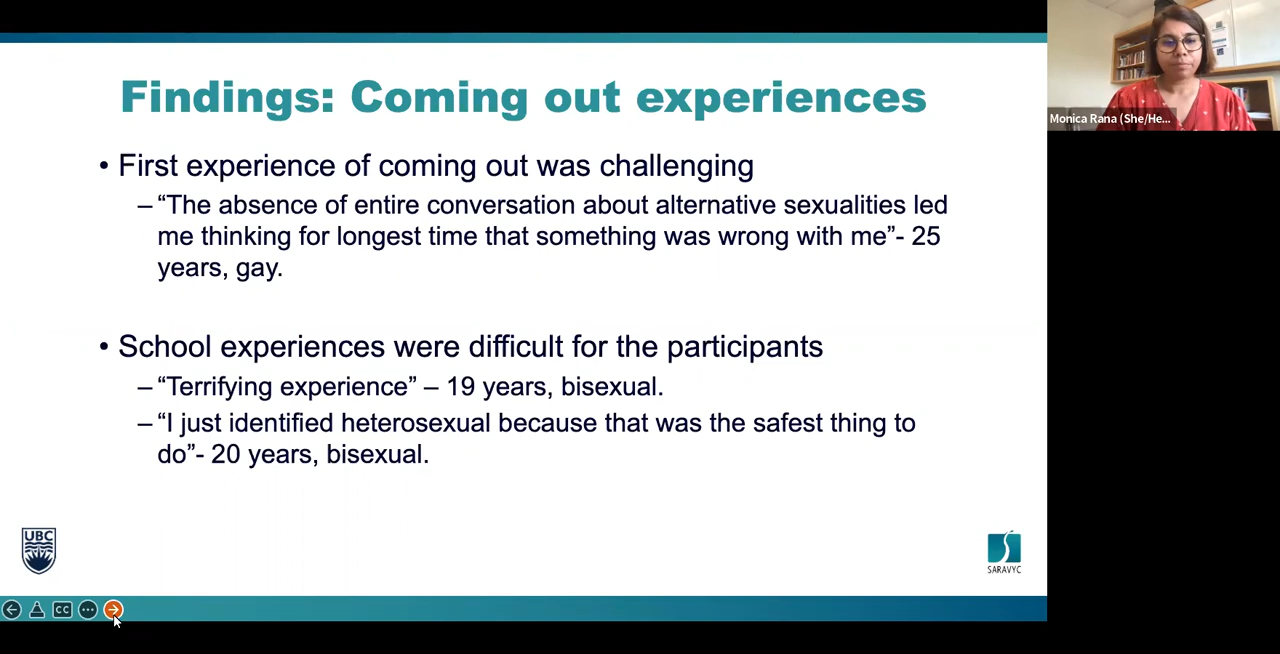 Findings: Coming out experiences
• First experience of coming out was challenging
– “The absence of entire conversation about alternative sexualities led
me thinking for longest time that something was wrong with me”- 25
years, gay.
• School experiences were difficult for the participants
– “Terrifying experience” – 19 years, bisexual.
– “I just identified heterosexual because that was the safest thing to
do”- 20 years, bisexual.
UBC
SARAVYC
CC
Monica Rana (She/He...